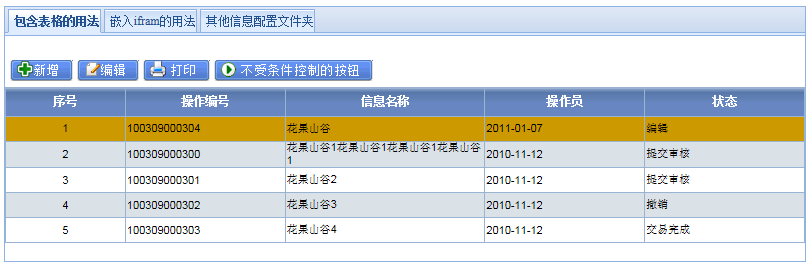 包含表格的用法 嵌入ifram的用法 其他信息配置文件夹
新增 编辑 打印 不受条件控制的按钮
序号 操作编号 信息名称 操作员 状态
1 100309000304 花果山谷 2011-01-07 编辑
2 100309000300 花果山谷1花果山谷1花果山谷1花果山谷 2010-11-12 提交审核
1
3 100309000301 花果山谷2 2010-11-12 提交审核
4 100309000302 花果山谷3 2010-11-12 撤销
5 100309000303 花果山谷4 2010-11-12 交易完成